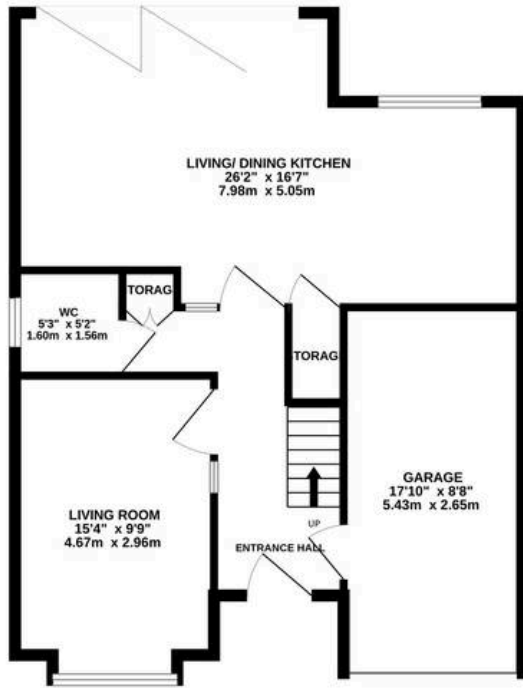 LIVING/ DINING KITCHEN
26'2" x 16'7"
7.98m x 5.05m
TORAG
WC
5'3" x 5'2"
1.60m x 1.56m
TORAG
GARAGE
17'10" x 8'8"
5.43m x 2.65m
LIVING ROOM
15'4" x 9'9"
4.67m x 2.96m
UP
ENTRANCE HALL